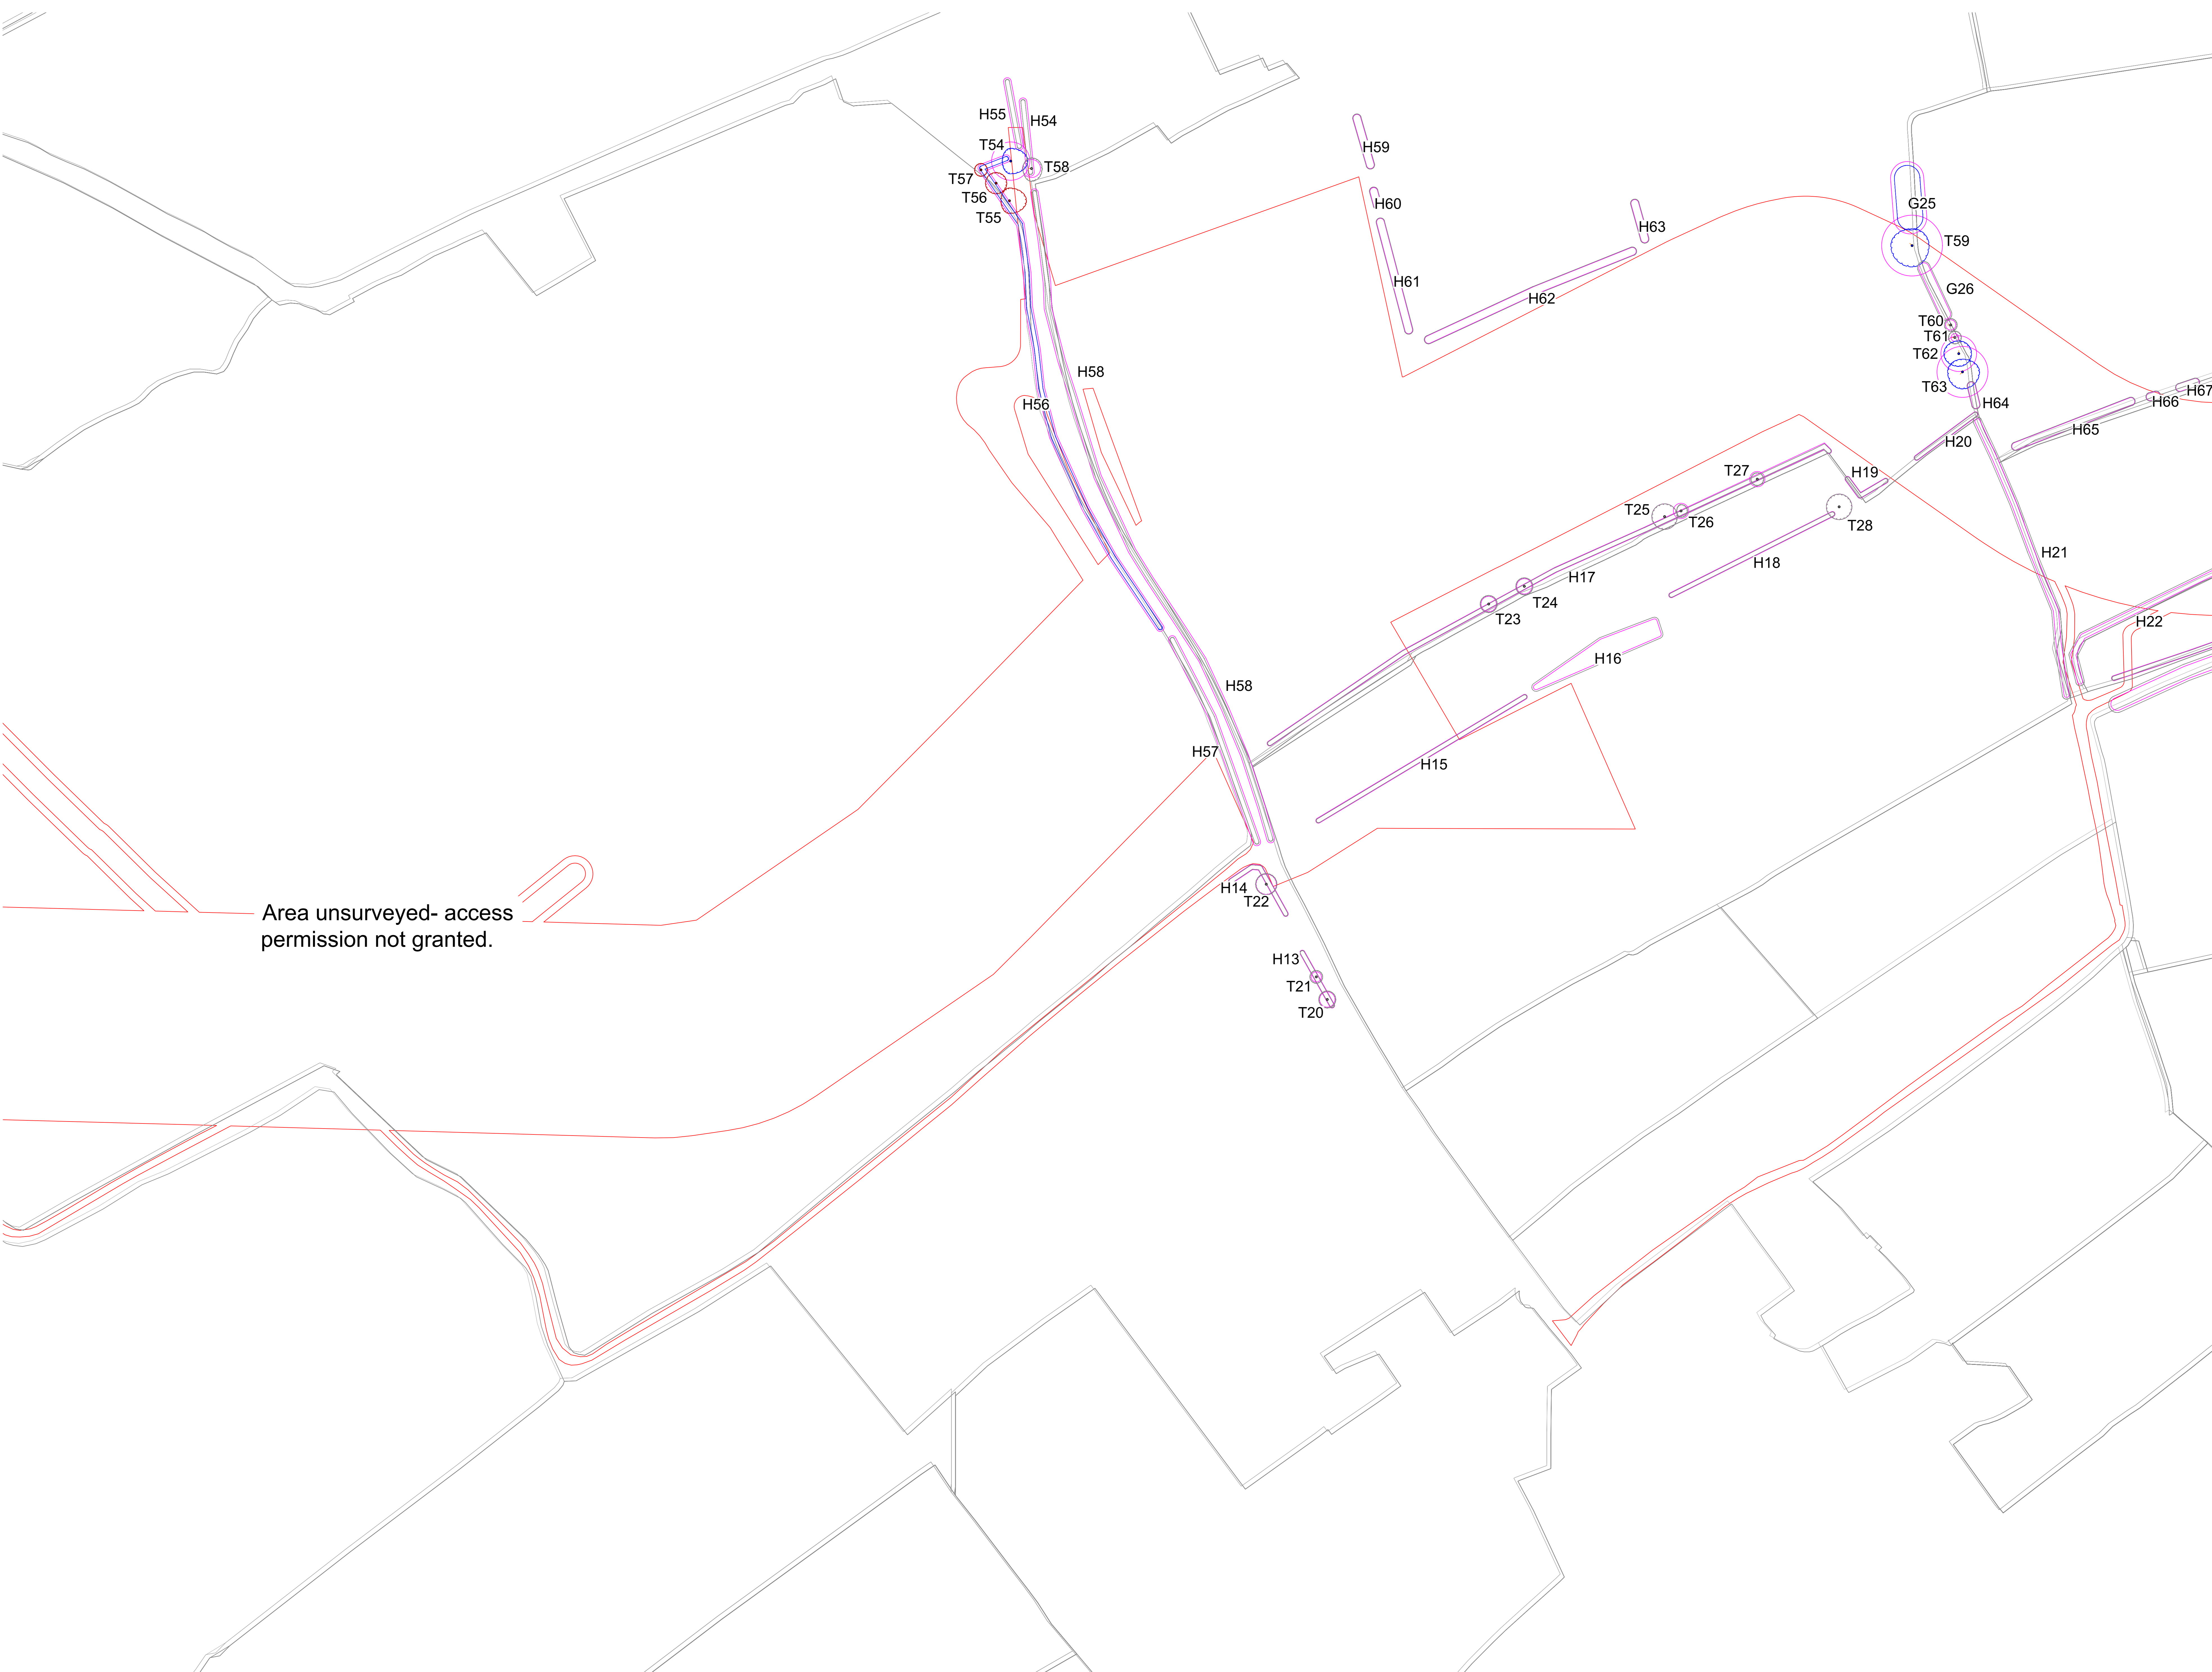 H55
H54
T54
T58
T57
T56
T55
H59
H60
H63
H61
H62
G25
T59
G26
T60
T61
T62
T63
H64
H67
H66
H65
H20
H58
H56
T27
H19
T25
T26
T28
H18
H21
H17
T24
T23
H22
H16
H58
H57
H15
H14
T22
Area unsurveyed- access
permission not granted.
H13
T21
T20